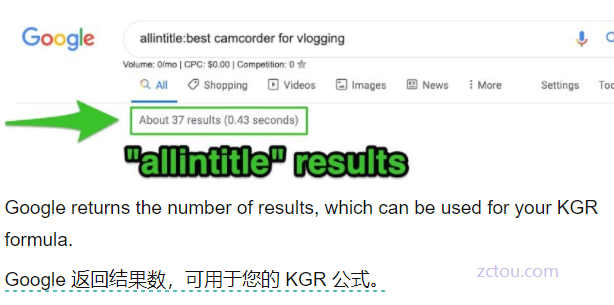 Google
allintitle:best camcorder for vlogging
Volume: 0/mo | CPC: $0.00 | Competition: 0 ☆
All Shopping Videos Images News More Settings Too
About 37 results (0.43 seconds)
"allintitle" results
Google returns the number of results, which can be used for your KGR
formula.
Google 返回结果数，可用于您的 KGR 公式。
zctou.com